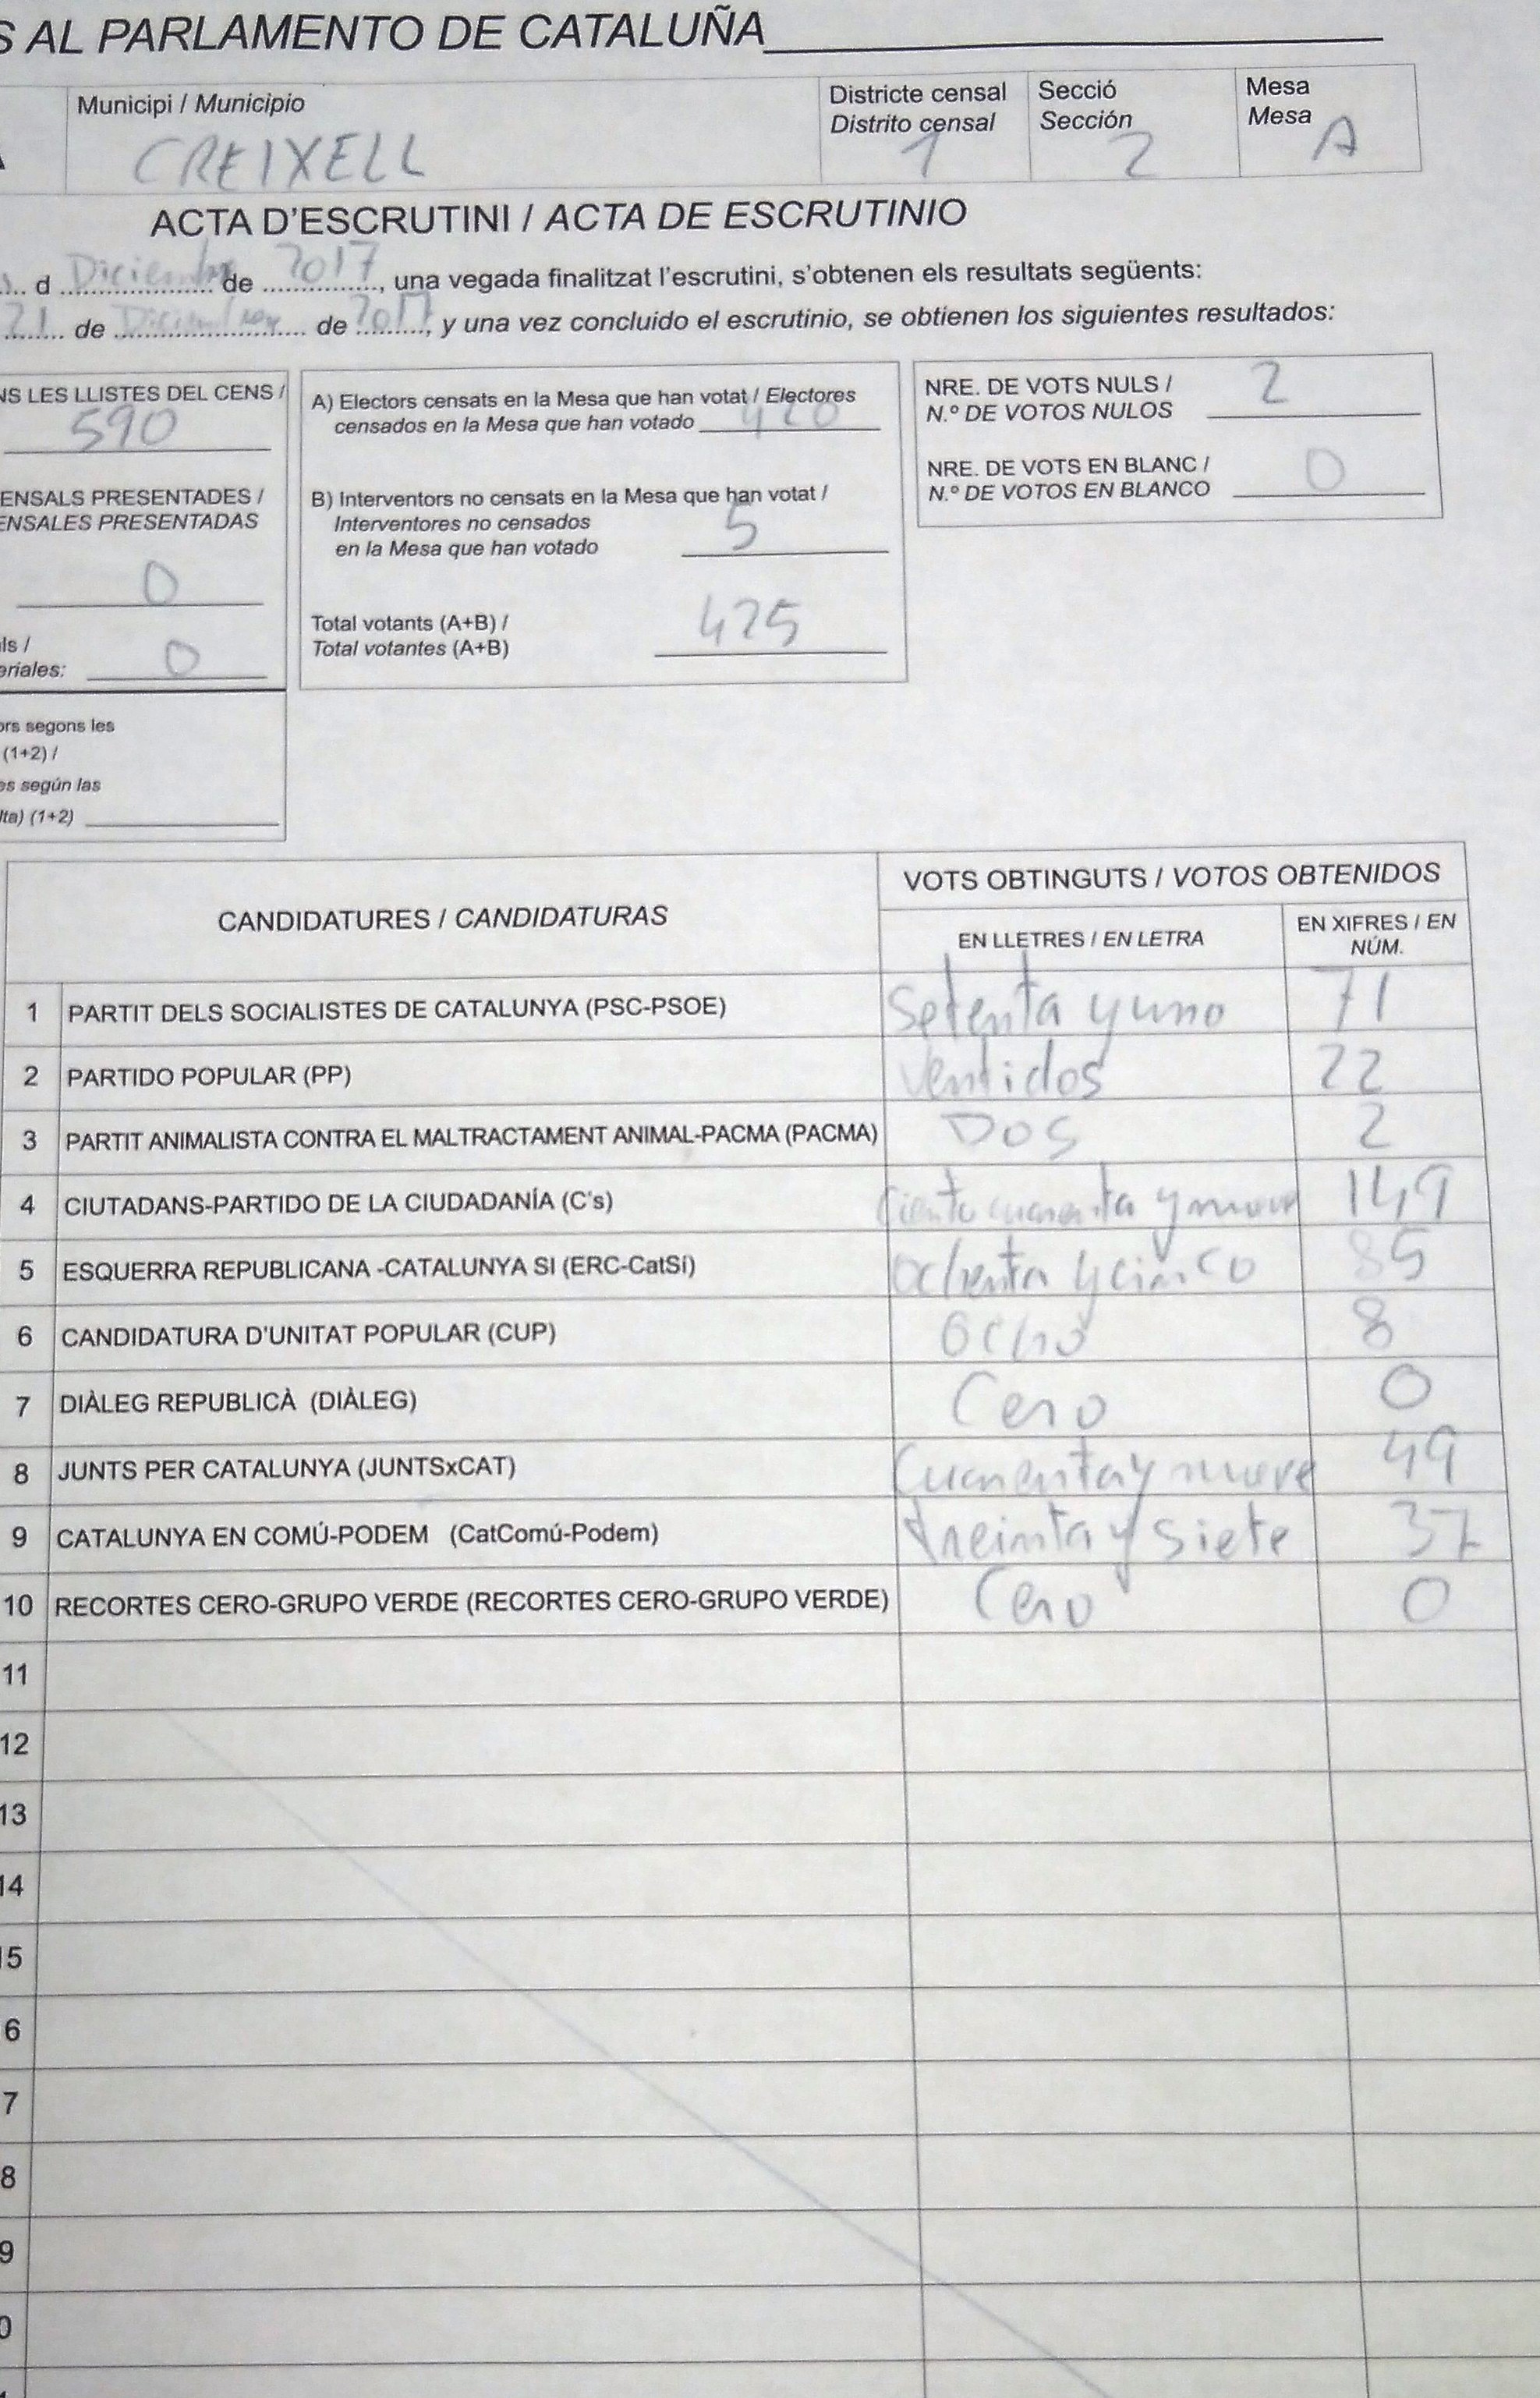 S AL PARLAMENTO DE CATALUÑA
Municipi / Municipio
CREIXELL
Districte censal
Distrito censal
1
Secció
Sección
2
Mesa
Mesa
A
ACTA D'ESCRUTINI / ACTA DE ESCRUTINIO
d Diciembre de 2017, una vegada finalitzat l'escrutini, s'obtenen els resultats següents:
21 de Diciembre de 2017, y una vez concluido el escrutinio, se obtienen los siguientes resultados:
NS LES LLISTES DEL CENS /
590
ENSALS PRESENTADES /
ENSALES PRESENTADAS
0
ls /
eriales: 0
ors segons les
(1+2) /
es según las
lta) (1+2)
A) Electors censats en la Mesa que han votat / Electores
censados en la Mesa que han votado 420
B) Interventors no censats en la Mesa que han votat /
Interventores no censados
en la Mesa que han votado 5
Total votants (A+B) /
Total votantes (A+B) 425
NRE. DE VOTS NULS /
N.º DE VOTOS NULOS 2
NRE. DE VOTS EN BLANC /
N.º DE VOTOS EN BLANCO 0
CANDIDATURES / CANDIDATURAS
VOTS OBTINGUTS / VOTOS OBTENIDOS
EN LLETRES / EN LETRA
EN XIFRES / EN
NÚM.
1 PARTIT DELS SOCIALISTES DE CATALUNYA (PSC-PSOE) Setenta y uno 71
2 PARTIDO POPULAR (PP) Ventidos 22
3 PARTIT ANIMALISTA CONTRA EL MALTRACTAMENT ANIMAL-PACMA (PACMA) DOS 2
4 CIUTADANS-PARTIDO DE LA CIUDADANÍA (C's) Ciento cuarenta y nueve 149
5 ESQUERRA REPUBLICANA -CATALUNYA SI (ERC-CatSí) Ochenta y cinco 85
6 CANDIDATURA D'UNITAT POPULAR (CUP) Ocho 8
7 DIÀLEG REPUBLICÀ (DIÀLEG) Cero 0
8 JUNTS PER CATALUNYA (JUNTSxCAT) Cuarenta y nueve 49
9 CATALUNYA EN COMÚ-PODEM (CatComú-Podem) treinta y siete 37
10 RECORTES CERO-GRUPO VERDE (RECORTES CERO-GRUPO VERDE) Cero 0
11
12
13
14
15
6
7
8
9
0